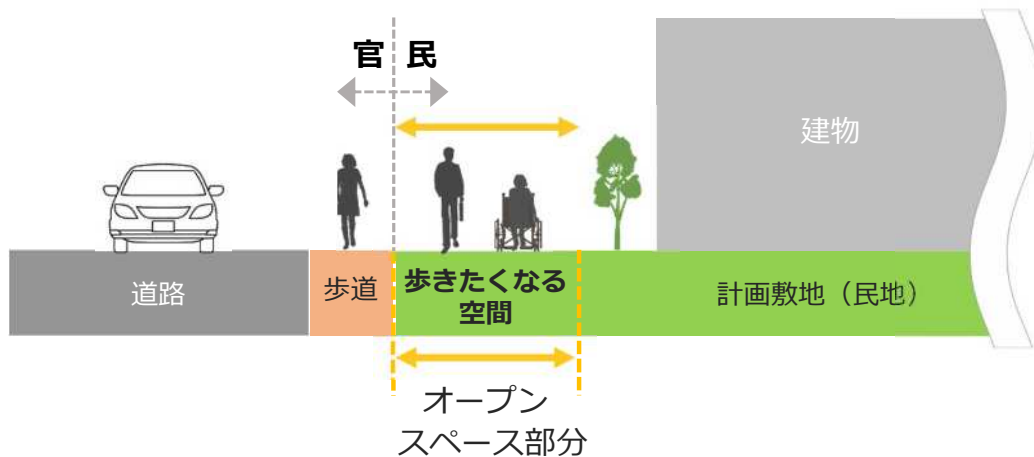 官 民
建物
道路
歩道
歩きたくなる
空間
計画敷地（民地）
オープン
スペース部分